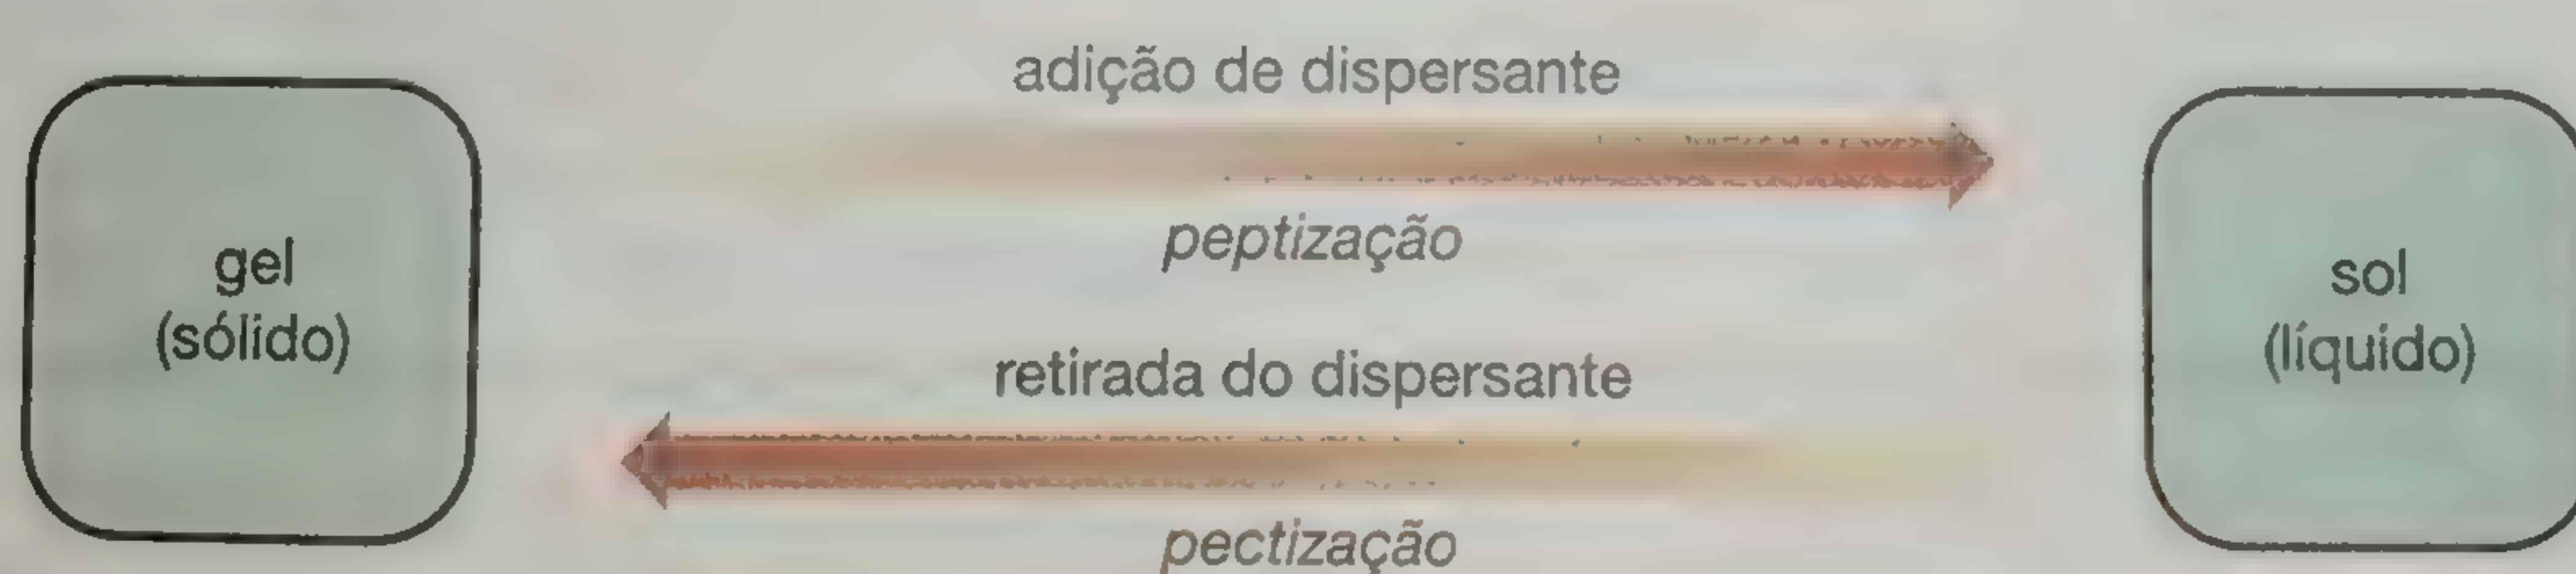 adição de dispersante
peptização
gel
(sólido)
sol
(líquido)
retirada do dispersante
pectização